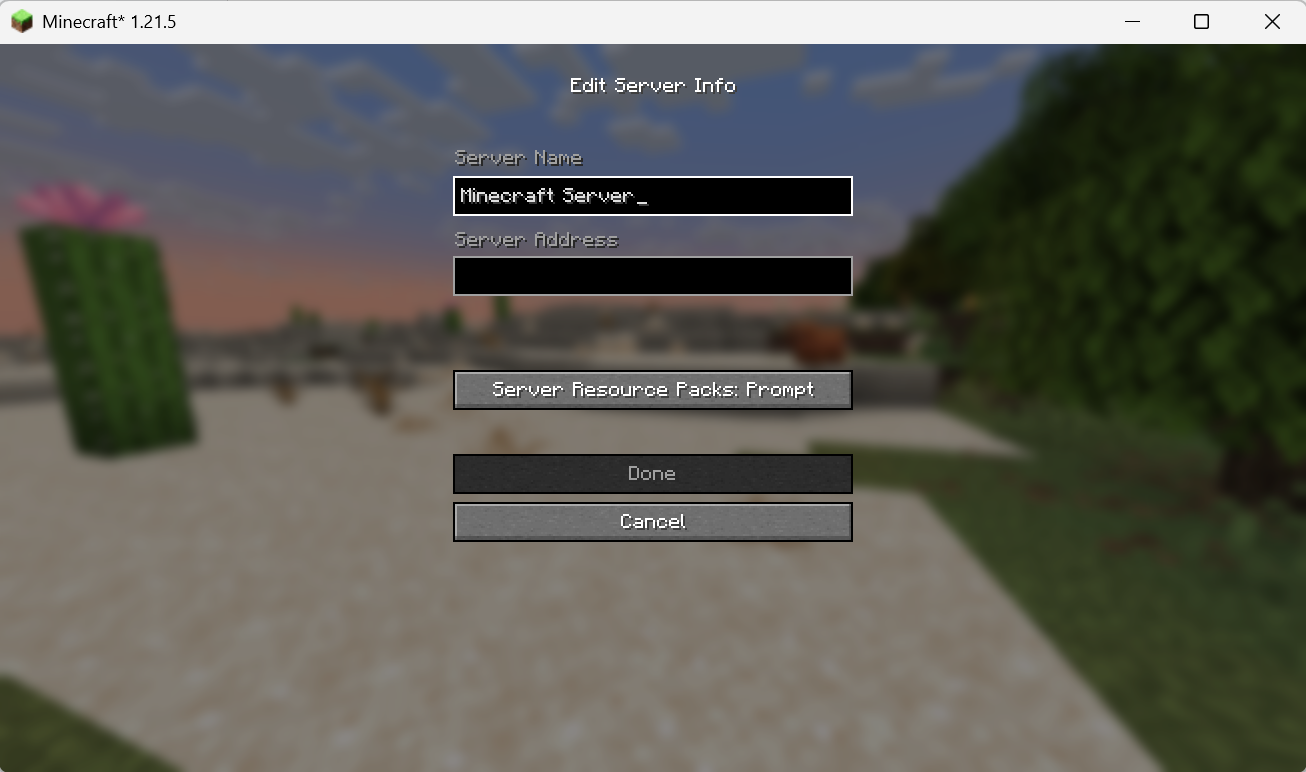 Minecraft* 1.21.5
Edit Server Info
Server Name
Minecraft Server_
Server Address
Server Resource Packs: Prompt
Done
Cancel